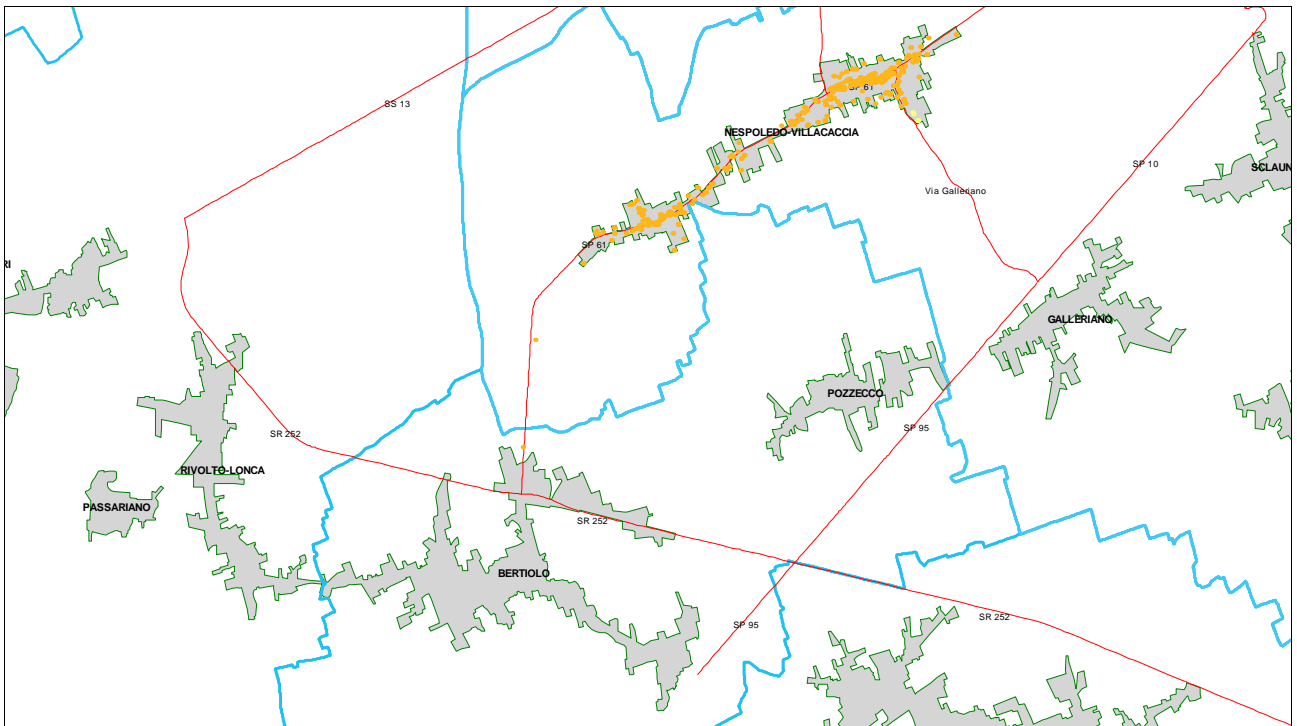 SS 13
SP 61
NESPOLEDO-VILLACACCIA
SP 10
SCLAUN
Via Galleriano
SP 61
RI
GALLERIANO
POZZECCO
SP 95
SR 252
RIVOLTO-LONCA
PASSARIANO
SR 252
BERTIOLO
SR 252
SP 95